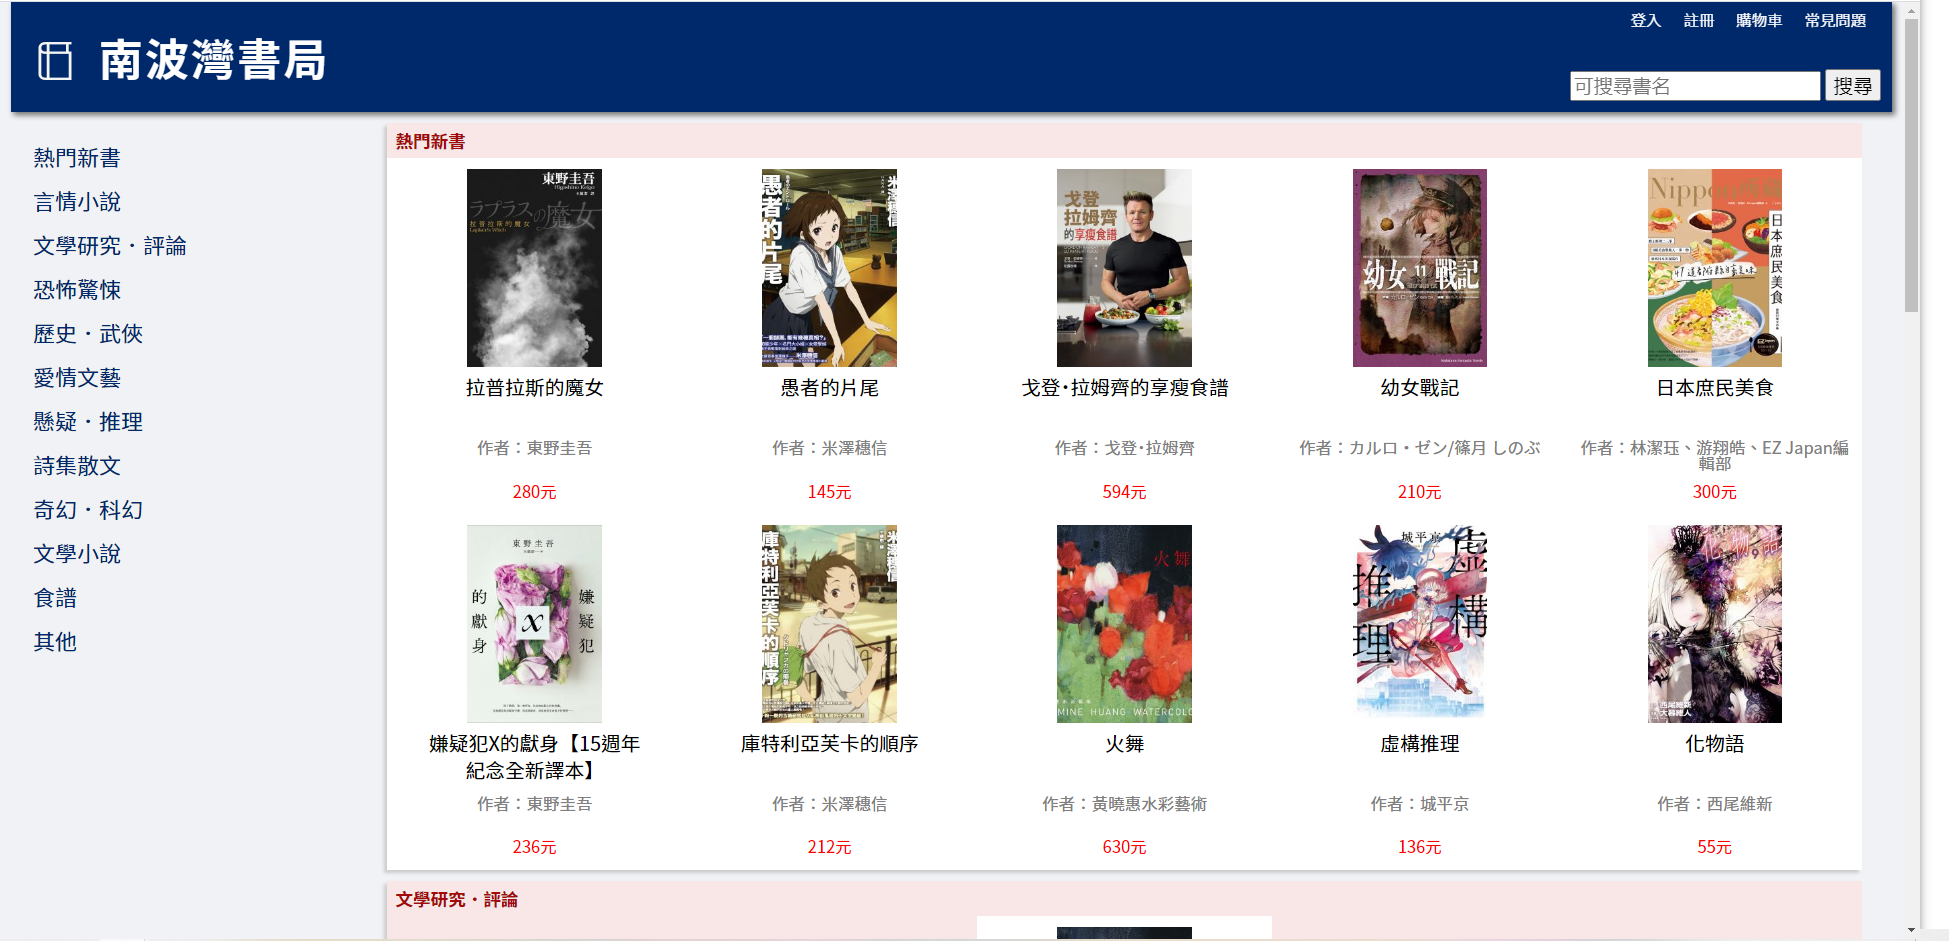 登入 註冊 購物車 常見問題
南波灣書局
可搜尋書名 搜尋
熱門新書
言情小說
文學研究・評論
恐怖驚悚
歷史・武俠
愛情文藝
懸疑・推理
詩集散文
奇幻・科幻
文學小說
食譜
其他
熱門新書
東野圭吾
Higashino Keigo
ラプラスの魔女
拉普拉斯的魔女
Laplace's Witch
拉普拉斯的魔女
作者：東野圭吾
280元
米澤穗信
愚者的片尾
米澤穗信
愚者的片尾
作者：米澤穗信
145元
戈登
拉姆齊
的享瘦食譜
戈登･拉姆齊的享瘦食譜
作者：戈登･拉姆齊
594元
幼女戰記
11
幼女戰記
作者：カルロ・ゼン/篠月 しのぶ
210元
日本庶民美食
EZ Japan
日本庶民美食
作者：林潔珏、游翔皓、EZ Japan編
輯部
300元
東野圭吾
嫌疑犯
X
的獻身
嫌疑犯X的獻身【15週年
紀念全新譯本】
作者：東野圭吾
236元
米澤穗信
庫特利亞芙卡的順序
庫特利亞芙卡的順序
作者：米澤穗信
212元
火舞
MINE HUANG WATERCOLO
火舞
作者：黃曉惠水彩藝術
630元
城平京
虛構
推理
虛構推理
作者：城平京
136元
化物語
西尾維新
大暮維人
化物語
作者：西尾維新
55元
文學研究・評論